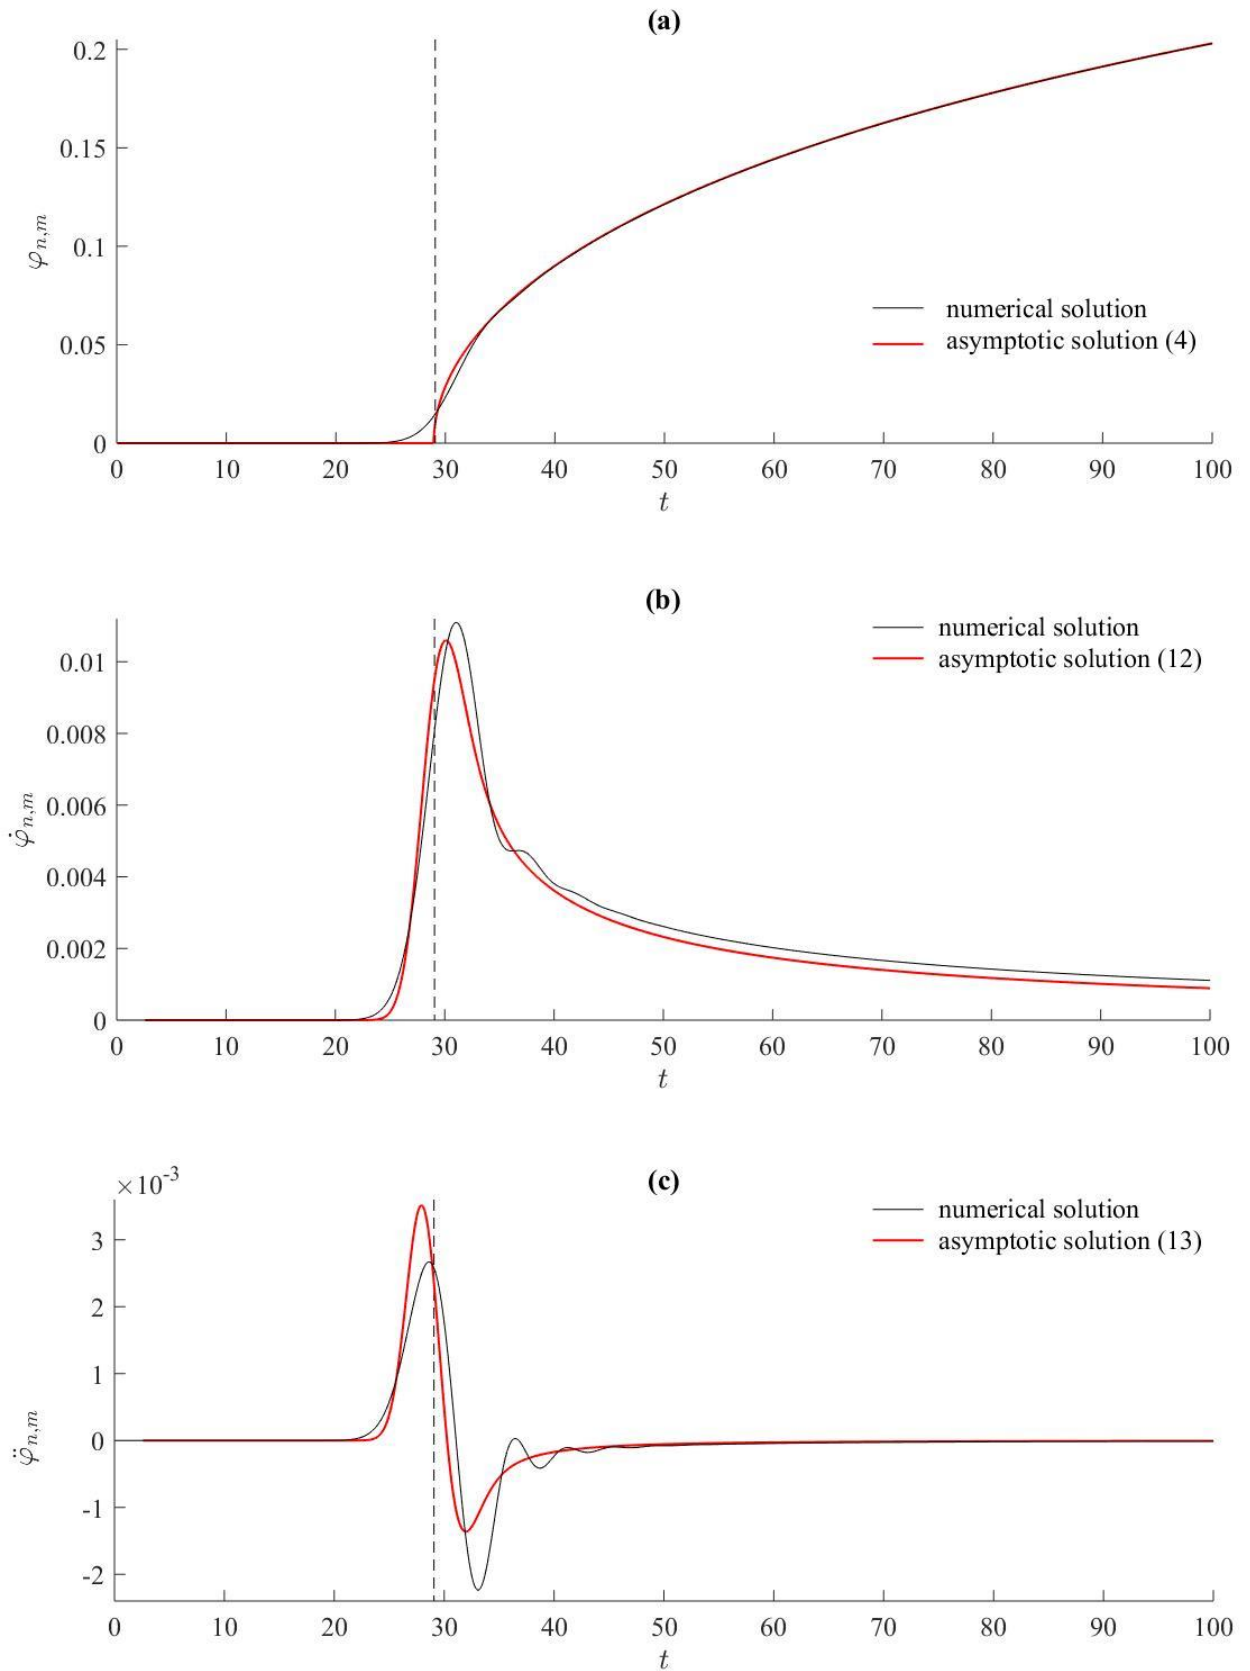 (a)
0.2
0.15
0.1
0.05
0
φn,m
numerical solution
asymptotic solution (4)
0 10 20 30 40 50 60 70 80 90 100
t
(b)
numerical solution
asymptotic solution (12)
0.01
0.008
0.006
0.004
0.002
0
φ̇n,m
0 10 20 30 40 50 60 70 80 90 100
t
(c)
×10-3
numerical solution
asymptotic solution (13)
3
2
1
0
-1
-2
φ̈n,m
0 10 20 30 40 50 60 70 80 90 100
t